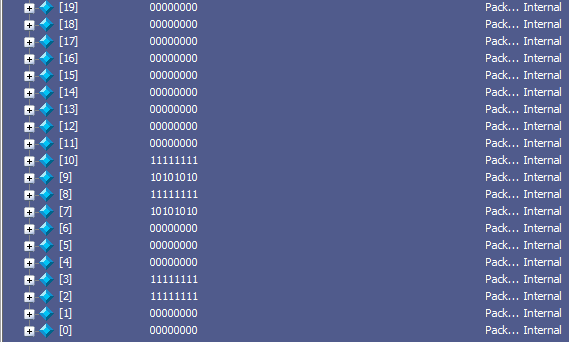 [19] 00000000 Pack... Internal
[18] 00000000 Pack... Internal
[17] 00000000 Pack... Internal
[16] 00000000 Pack... Internal
[15] 00000000 Pack... Internal
[14] 00000000 Pack... Internal
[13] 00000000 Pack... Internal
[12] 00000000 Pack... Internal
[11] 00000000 Pack... Internal
[10] 11111111 Pack... Internal
[9] 10101010 Pack... Internal
[8] 11111111 Pack... Internal
[7] 10101010 Pack... Internal
[6] 00000000 Pack... Internal
[5] 00000000 Pack... Internal
[4] 00000000 Pack... Internal
[3] 11111111 Pack... Internal
[2] 11111111 Pack... Internal
[1] 00000000 Pack... Internal
[0] 00000000 Pack... Internal